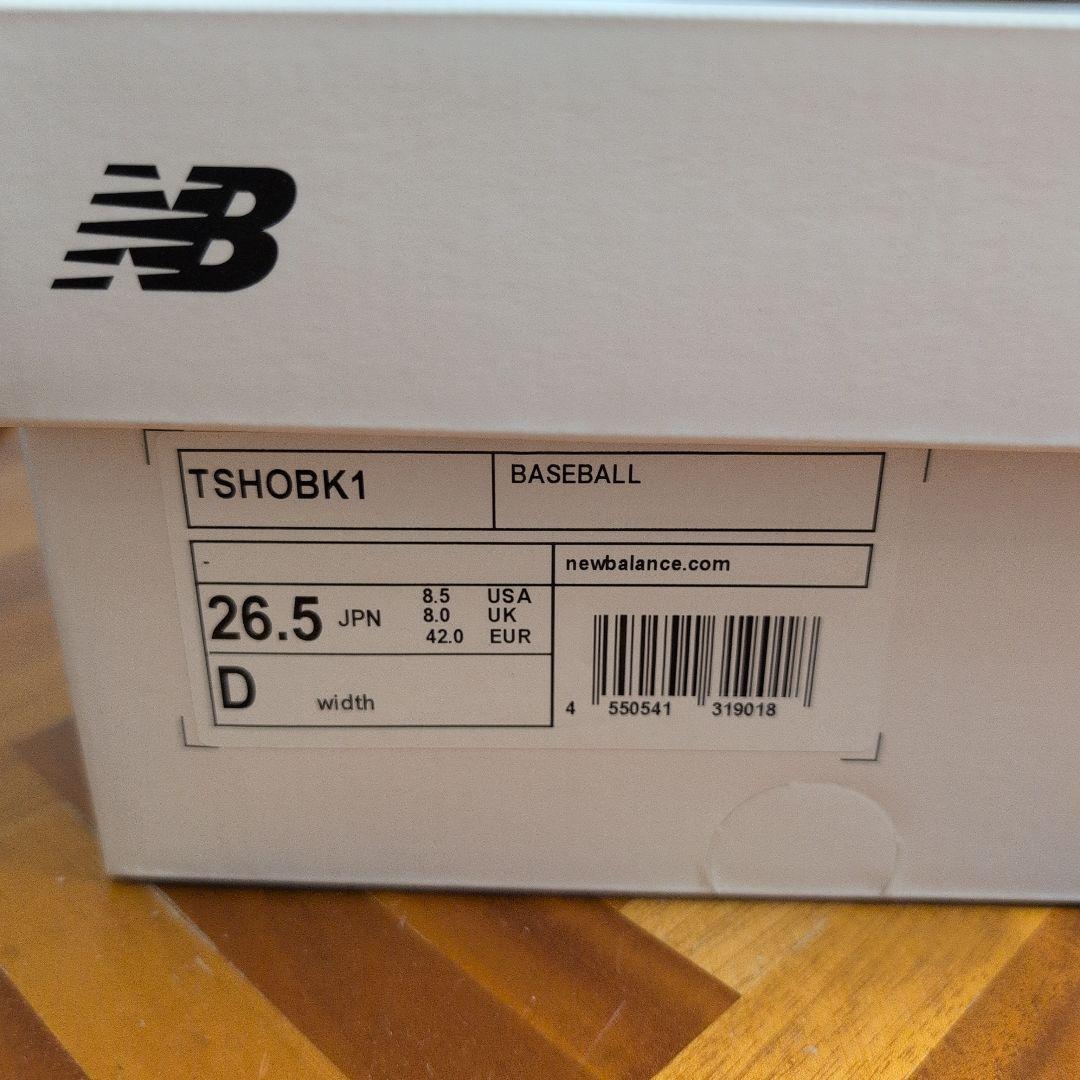 NB
TSHOBK1 BASEBALL
- newbalance.com
26.5 JPN
8.5 USA
8.0 UK
42.0 EUR
D width
4 550541 319018